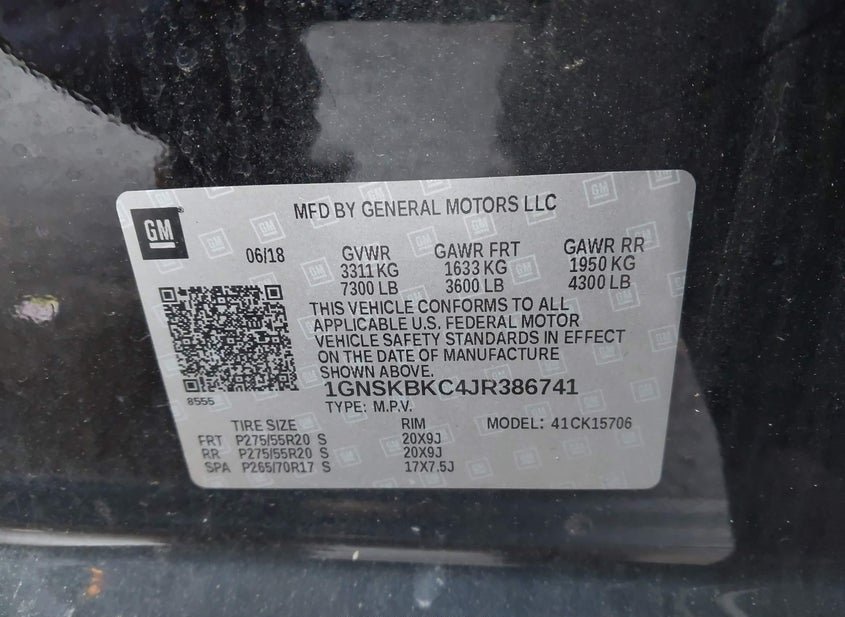 MFD BY GENERAL MOTORS LLC
GM
06/18 GVWR GAWR FRT GAWR RR
3311 KG 1633 KG 1950 KG
7300 LB 3600 LB 4300 LB
THIS VEHICLE CONFORMS TO ALL
APPLICABLE U.S. FEDERAL MOTOR
VEHICLE SAFETY STANDARDS IN EFFECT
ON THE DATE OF MANUFACTURE
SHOWN ABOVE.
8555
1GNSKBKC4JR386741
TYPE: M.P.V.
TIRE SIZE RIM MODEL: 41CK15706
FRT P275/55R20 S 20X9J
RR P275/55R20 S 20X9J
SPA P265/70R17 S 17X7.5J